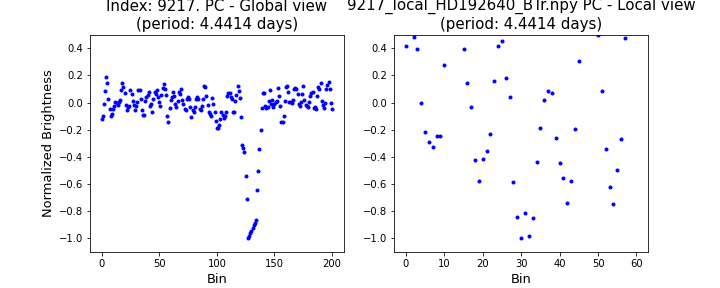 Index: 9217. PC - Global view
(period: 4.4414 days)
9217_local_HD192640_BTr.npy PC - Local view
(period: 4.4414 days)
Normalized Brightness
0.4
0.2
0.0
−0.2
−0.4
−0.6
−0.8
−1.0
0 50 100 150 200
Bin
0.4
0.2
0.0
−0.2
−0.4
−0.6
−0.8
−1.0
0 10 20 30 40 50 60
Bin